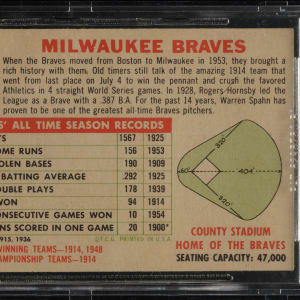 MILWAUKEE BRAVES
When the Braves moved from Boston to Milwaukee in 1953, they brought a
rich history with them. Old timers still talk of the amazing 1914 team that
went from last place on July 4 to win the pennant and crush the favored
Athletics in 4 straight World Series games. In 1928, Rogers Hornsby led the
League as a Brave with a .387 B.A. For the past 14 years, Warren Spahn has
proven to be one of the greatest all-time Braves pitchers.
S' ALL TIME SEASON RECORDS
TS 1567 1925
OME RUNS 156 1953
OLEN BASES 190 1909
BATTING AVERAGE .292 1925
OUBLE PLAYS 178 1939
WON 94 1914
ONSECUTIVE GAMES WON 10 1954
UNS SCORED IN ONE GAME 20 1900*
915, 1936 ©T.C.G. PRINTED IN U.S.A.
WINNING TEAMS—1914, 1948
AMPIONSHIP TEAMS—1914
355'
60'
404'
320'
COUNTY STADIUM
HOME OF THE BRAVES
SEATING CAPACITY: 47,000